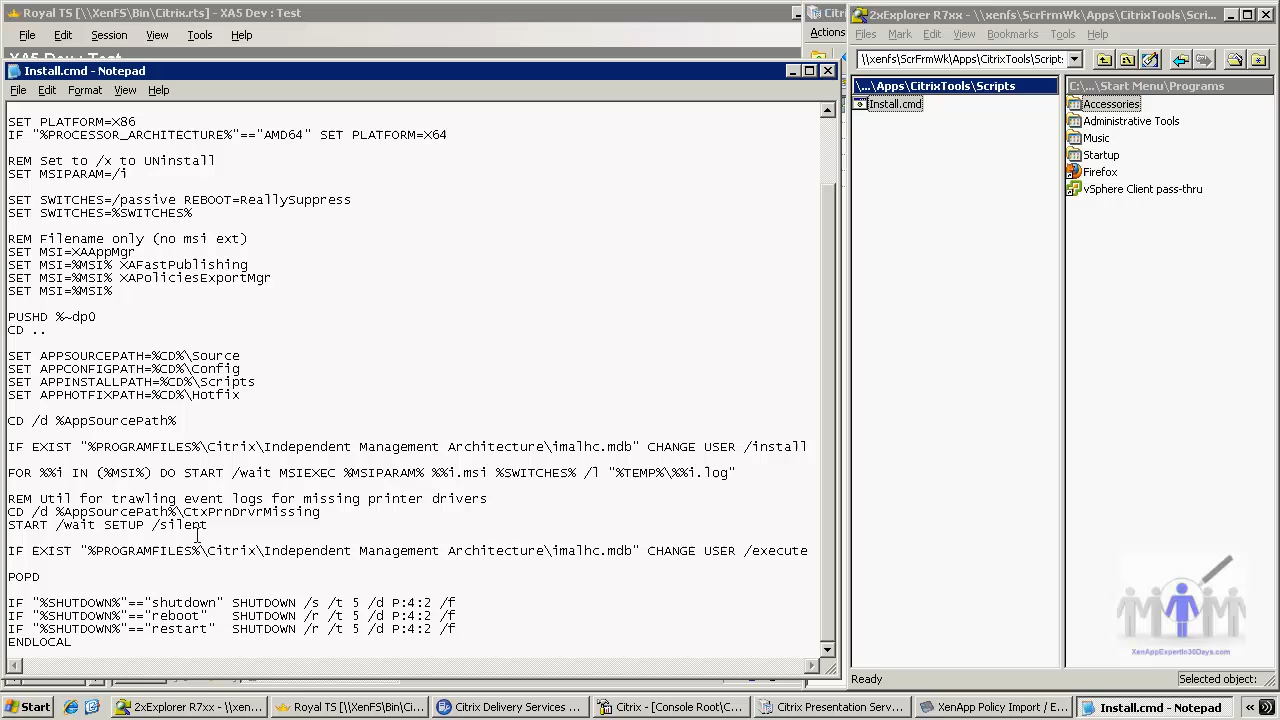 Royal TS [\\XenFS\Bin\Citrix.rts] - XA5 Dev : Test
File Edit Session View Tools Help
Citri
Actions
Install.cmd - Notepad
File Edit Format View Help
SET PLATFORM=X86
IF "%PROCESSOR_ARCHITECTURE%"=="AMD64" SET PLATFORM=X64
REM Set to /x to UNinstall
SET MSIPARAM=/i
SET SWITCHES=/passive REBOOT=ReallySuppress
SET SWITCHES=%SWITCHES%
REM Filename only (no msi ext)
SET MSI=XAAppMgr
SET MSI=%MSI% XAFastPublishing
SET MSI=%MSI% XAPoliciesExportMgr
SET MSI=%MSI%
PUSHD %~dp0
CD ..
SET APPSOURCEPATH=%CD%\Source
SET APPCONFIGPATH=%CD%\Config
SET APPINSTALLPATH=%CD%\Scripts
SET APPHOTFIXPATH=%CD%\Hotfix
CD /d %AppSourcePath%
IF EXIST "%PROGRAMFILES%\Citrix\Independent Management Architecture\imalhc.mdb" CHANGE USER /install
FOR %%i IN (%MSI%) DO START /wait MSIEXEC %MSIPARAM% %%i.msi %SWITCHES% /l "%TEMP%\%%i.log"
REM Util for trawling event logs for missing printer drivers
CD /d %AppSourcePath%\CtxPrnDrvrMissing
START /wait SETUP /silent
IF EXIST "%PROGRAMFILES%\Citrix\Independent Management Architecture\imalhc.mdb" CHANGE USER /execute
POPD
IF "%SHUTDOWN%"=="shutdown" SHUTDOWN /s /t 5 /d P:4:2 /f
IF "%SHUTDOWN%"=="reboot" SHUTDOWN /r /t 5 /d P:4:2 /f
IF "%SHUTDOWN%"=="restart" SHUTDOWN /r /t 5 /d P:4:2 /f
ENDLOCAL
2xExplorer R7xx - \\xenfs\ScrFrmWk\Apps\CitrixTools\Scri...
Files Mark Edit View Bookmarks Tools Help
\\xenfs\ScrFrmWk\Apps\CitrixTools\Script:
\...\Apps\CitrixTools\Scripts
Install.cmd
C:\...\Start Menu\Programs
Accessories
Administrative Tools
Music
Startup
Firefox
vSphere Client pass-thru
XenAppExpertIn30Days.com
Ready
Selected object:
Start
2xExplorer R7xx - \\xen...
Royal TS [\\XenFS\Bin\Ci...
Citrix Delivery Services ...
Citrix - [Console Root\C...
Citrix Presentation Serv...
XenApp Policy Import / E...
Install.cmd - Notepad